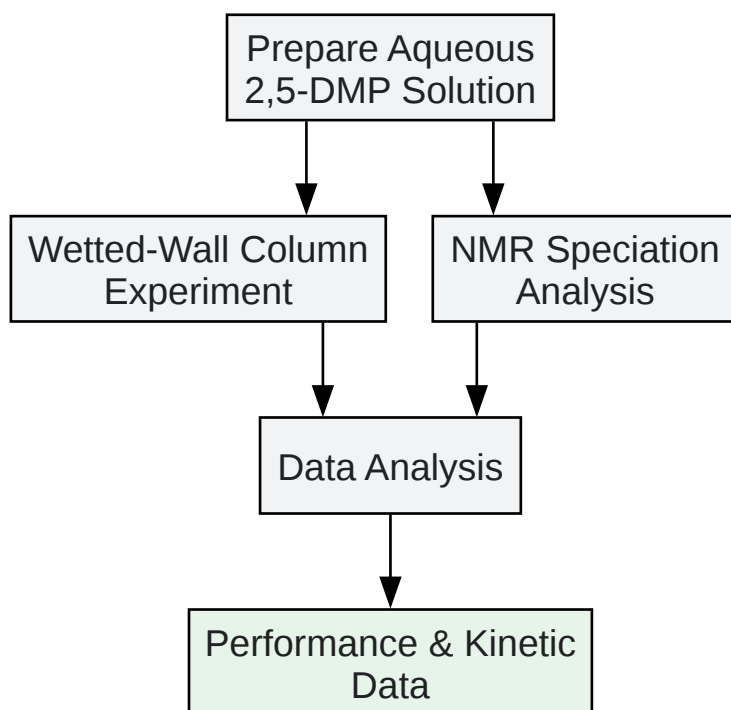 Prepare Aqueous
2,5-DMP Solution
Wetted-Wall Column
Experiment
NMR Speciation
Analysis
Data Analysis
Performance & Kinetic
Data